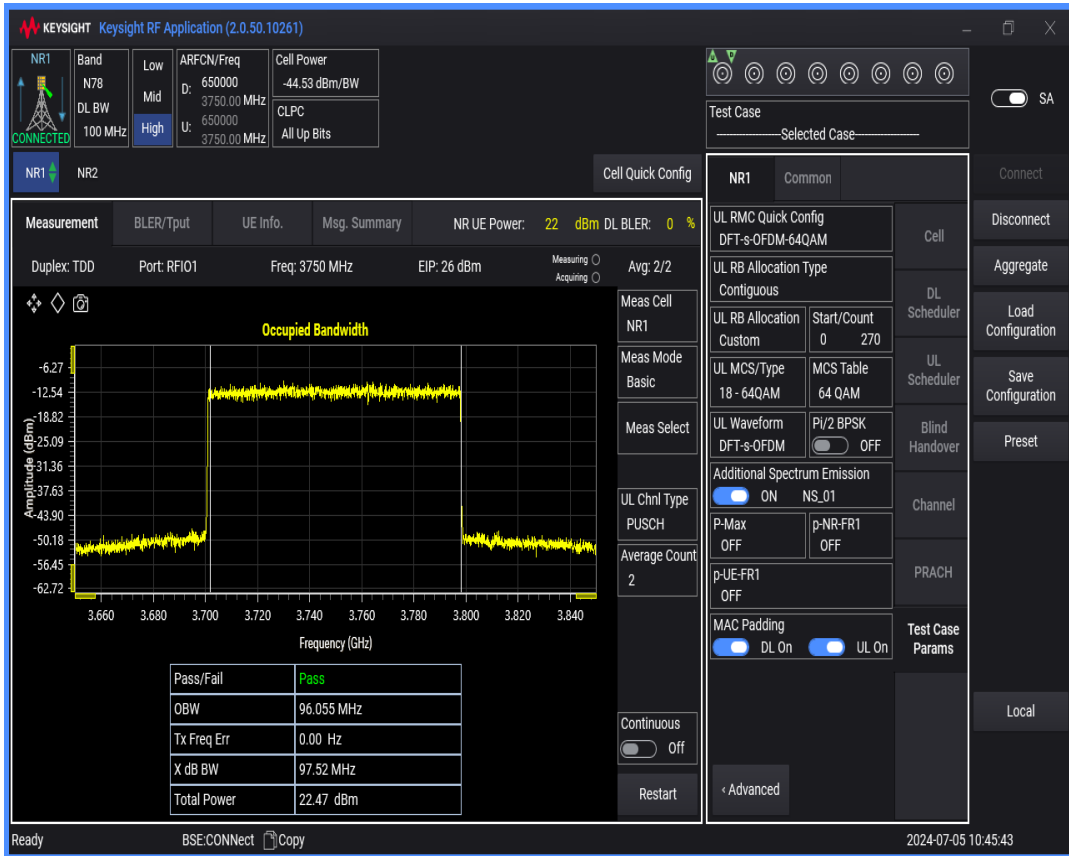 KEYSIGHT Keysight RF Application (2.0.50.10261)
NR1
CONNECTED
Band
N78
DL BW
100 MHz
Low
Mid
High
ARFCN/Freq
D: 650000
3750.00 MHz
U: 650000
3750.00 MHz
Cell Power
-44.53 dBm/BW
CLPC
All Up Bits
Test Case
--------Selected Case--------
SA
NR1 NR2
Cell Quick Config
Measurement BLER/Tput UE Info. Msg. Summary NR UE Power: 22 dBm DL BLER: 0 %
Duplex: TDD Port: RFIO1 Freq: 3750 MHz EIP: 26 dBm Measuring Acquiring Avg: 2/2
Occupied Bandwidth
Amplitude (dBm)
-6.27
-12.54
-18.82
-25.09
-31.36
-37.63
-43.90
-50.18
-56.45
-62.72
3.660 3.680 3.700 3.720 3.740 3.760 3.780 3.800 3.820 3.840
Frequency (GHz)
Pass/Fail Pass
OBW 96.055 MHz
Tx Freq Err 0.00 Hz
X dB BW 97.52 MHz
Total Power 22.47 dBm
Meas Cell
NR1
Meas Mode
Basic
Meas Select
UL Chnl Type
PUSCH
Average Count
2
Continuous
Off
Restart
NR1 Common
UL RMC Quick Config
DFT-s-OFDM-64QAM
UL RB Allocation Type
Contiguous
UL RB Allocation
Custom
Start/Count
0 270
UL MCS/Type
18 - 64QAM
MCS Table
64 QAM
UL Waveform
DFT-s-OFDM
Pi/2 BPSK
OFF
Additional Spectrum Emission
ON NS_01
P-Max
OFF
p-NR-FR1
OFF
p-UE-FR1
OFF
MAC Padding
DL On UL On
‹ Advanced
Cell
DL
Scheduler
UL
Scheduler
Blind
Handover
Channel
PRACH
Test Case
Params
Connect
Disconnect
Aggregate
Load
Configuration
Save
Configuration
Preset
Local
Ready BSE:CONNect Copy 2024-07-05 10:45:43